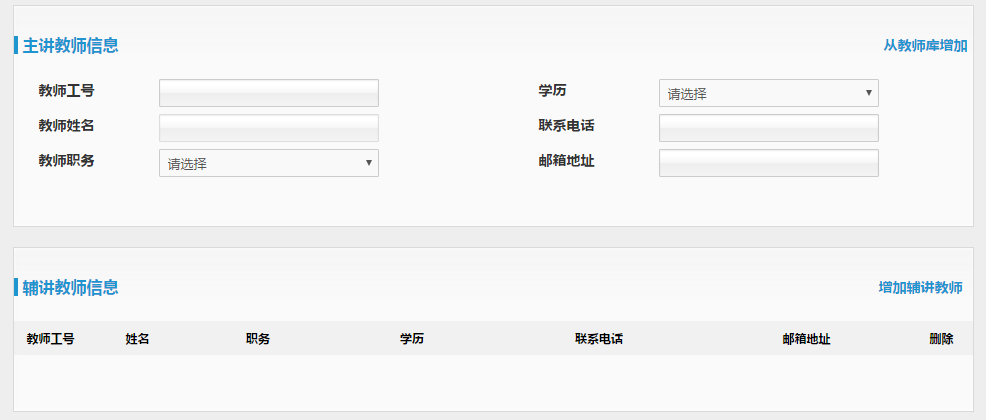 主讲教师信息 从教师库增加
教师工号 学历 请选择
教师姓名 联系电话
教师职务 请选择 邮箱地址
辅讲教师信息 增加辅讲教师
教师工号 姓名 职务 学历 联系电话 邮箱地址 删除